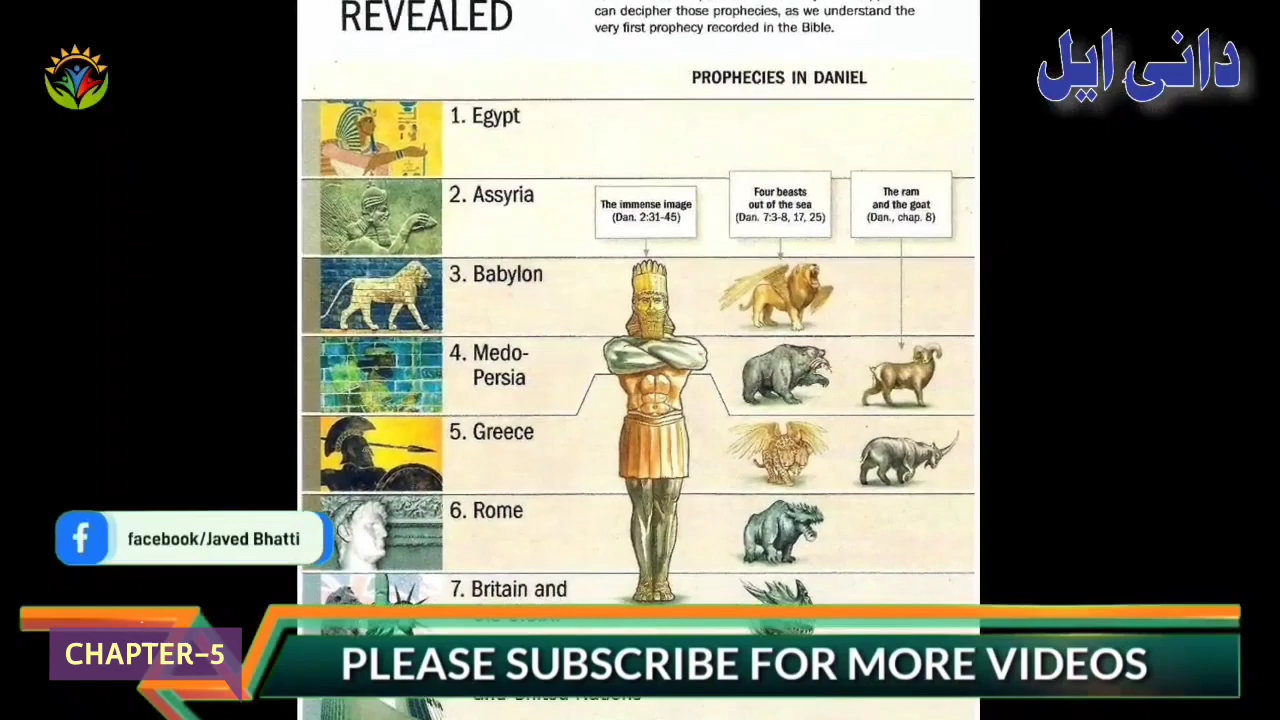 REVEALED
can decipher those prophecies, as we understand the
very first prophecy recorded in the Bible.
دانی ایل
PROPHECIES IN DANIEL
1. Egypt
2. Assyria
The immense image
(Dan. 2:31-45)
Four beasts
out of the sea
(Dan. 7:3-8, 17, 25)
The ram
and the goat
(Dan., chap. 8)
3. Babylon
4. Medo-
Persia
5. Greece
6. Rome
facebook/Javed Bhatti
7. Britain and
CHAPTER-5
PLEASE SUBSCRIBE FOR MORE VIDEOS